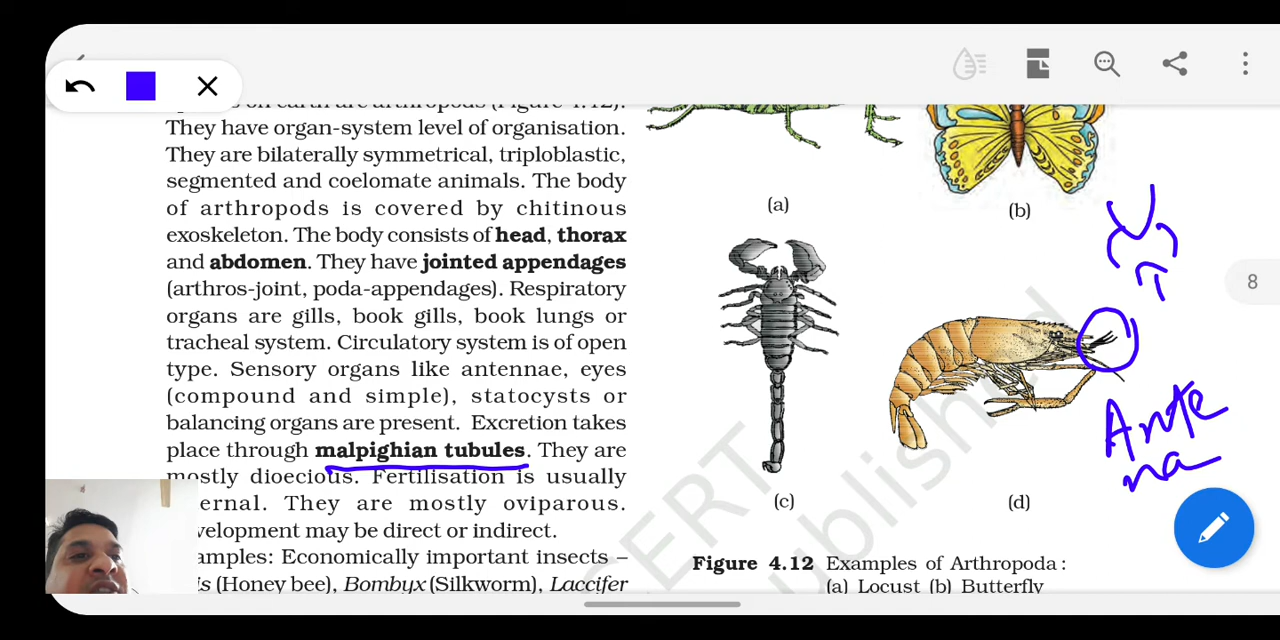 They have organ-system level of organisation.
They are bilaterally symmetrical, triploblastic,
segmented and coelomate animals. The body
of arthropods is covered by chitinous
exoskeleton. The body consists of head, thorax
and abdomen. They have jointed appendages
(arthros-joint, poda-appendages). Respiratory
organs are gills, book gills, book lungs or
tracheal system. Circulatory system is of open
type. Sensory organs like antennae, eyes
(compound and simple), statocysts or
balancing organs are present. Excretion takes
place through malpighian tubules. They are
mostly dioecious. Fertilisation is usually
They are mostly oviparous.
may be direct or indirect.
Economically important insects –
(Honey bee), Bombyx (Silkworm), Laccifer
(a)
(b)
(c)
(d)
Figure 4.12 Examples of Arthropoda :
(a) Locust (b) Butterfly
Ante
na
8